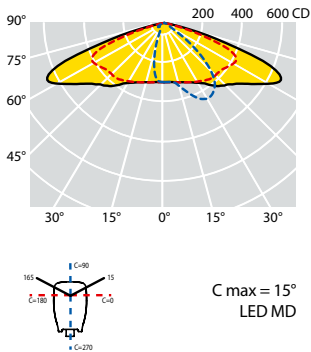 90° 200 400 600 CD
75°
60°
45°
30° 15° 0° 15° 30°
C=90
165 15
C=180 C=0
C=270
C max = 15°
LED MD